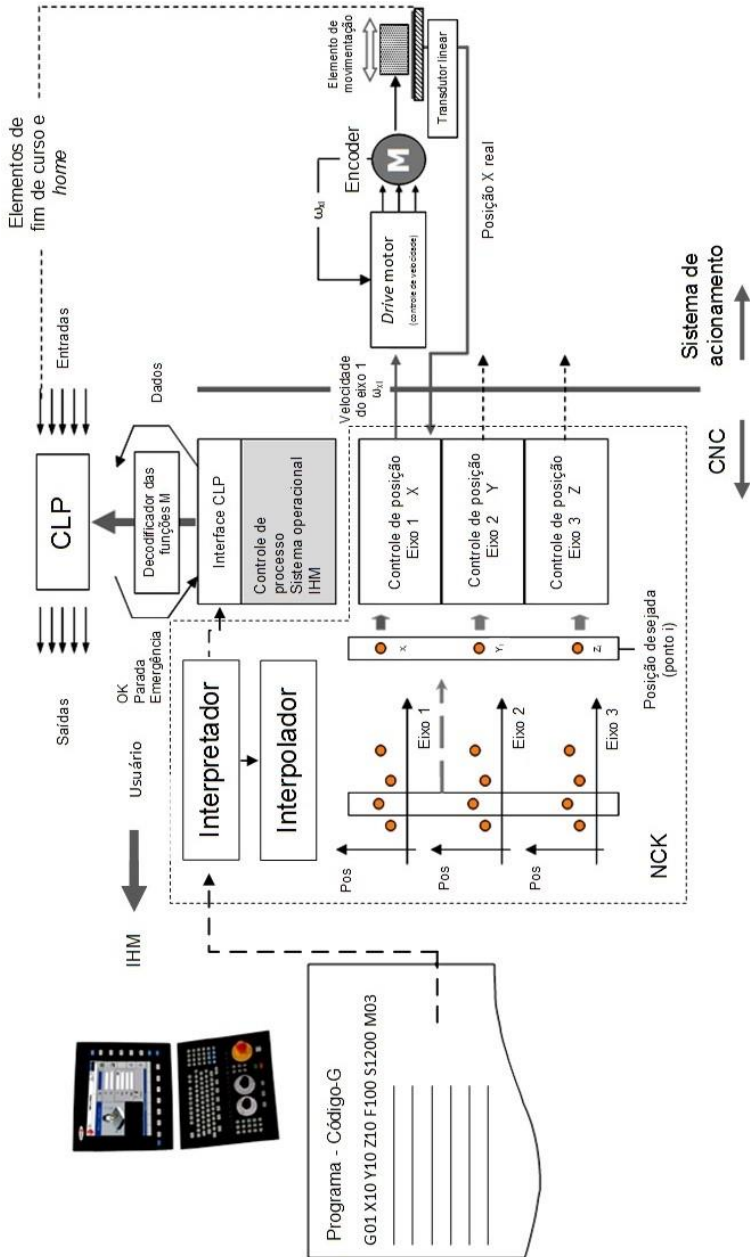 Elementos de
fim de curso e
home
Entradas
CLP
Saídas
Dados
Decodificador das
funções M
OK
Parada
Emergência
Usuário
IHM
Interface CLP
Controle de
processo
Sistema operacional
IHM
Interpretador
Interpolador
Programa - Código-G
G01 X10 Y10 Z10 F100 S1200 M03
Pos
Eixo 1
Pos
Eixo 2
Pos
Eixo 3
NCK
Posição desejada
(ponto i)
Controle de posição
Eixo 1 X
Controle de posição
Eixo 2 Y
Controle de posição
Eixo 3 Z
Velocidade
do eixo 1
Drive motor
(controle de velocidade)
Encoder
M
Elemento de
movimentação
Transdutor linear
Posição X real
CNC
Sistema de
acionamento